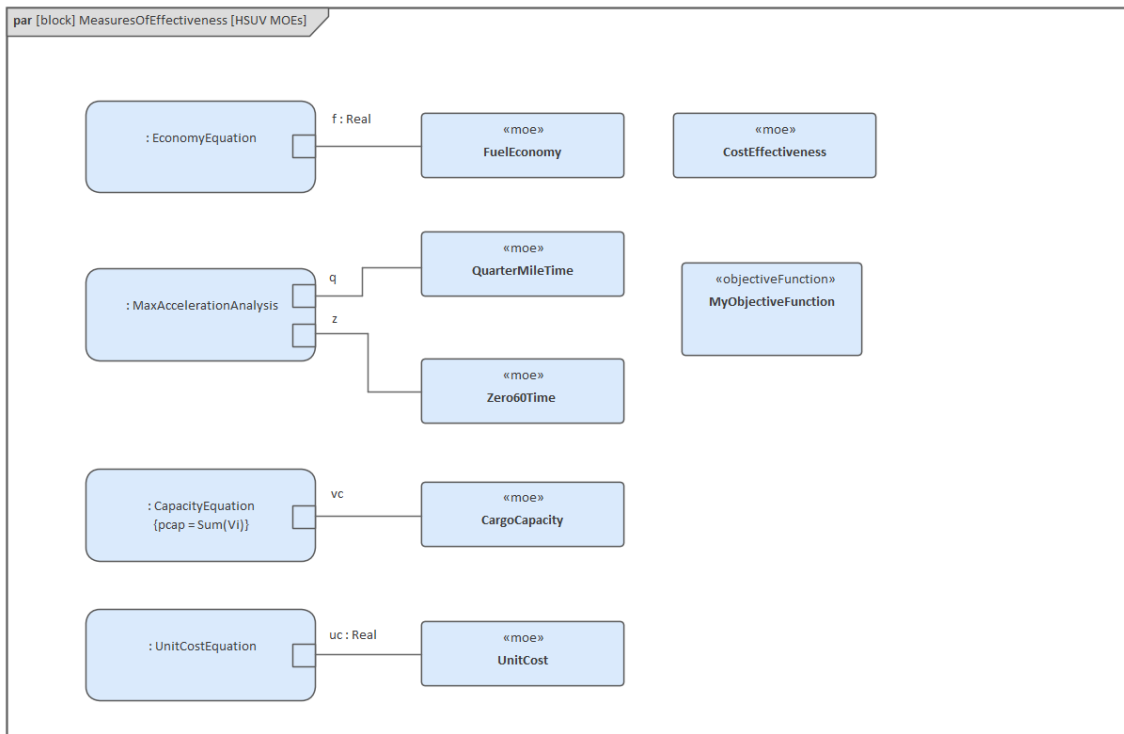 par [block] MeasuresOfEffectiveness [HSUV MOEs]
: EconomyEquation
f : Real
«moe»
FuelEconomy
«moe»
CostEffectiveness
: MaxAccelerationAnalysis
q
z
«moe»
QuarterMileTime
«objectiveFunction»
MyObjectiveFunction
«moe»
Zero60Time
: CapacityEquation
{pcap = Sum(Vi)}
vc
«moe»
CargoCapacity
: UnitCostEquation
uc : Real
«moe»
UnitCost